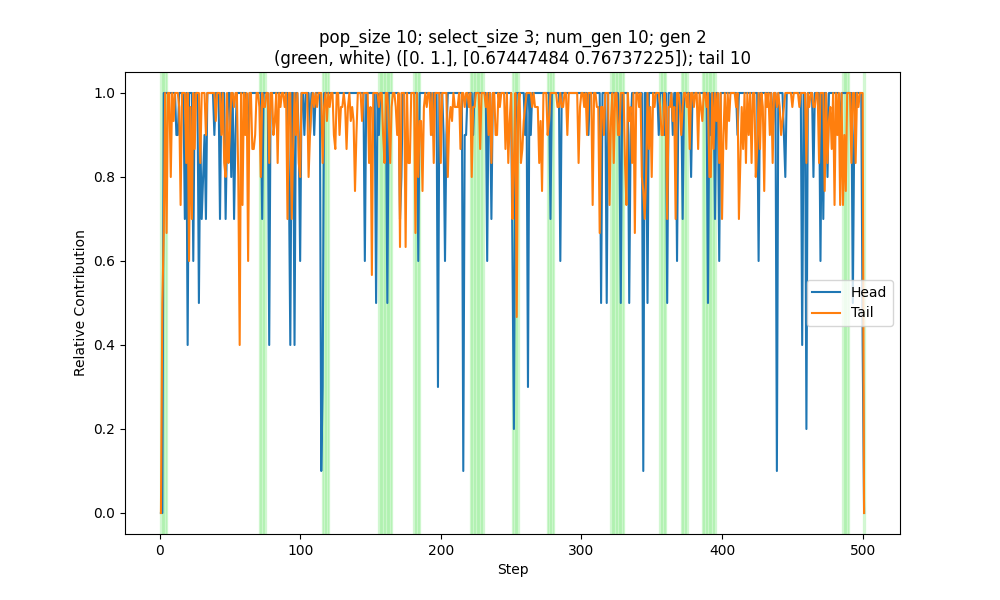 pop_size 10; select_size 3; num_gen 10; gen 2
(green, white) ([0. 1.], [0.67447484 0.76737225]); tail 10
1.0
0.8
0.6
0.4
0.2
0.0
Relative Contribution
Head
Tail
0
100
200
300
400
500
Step